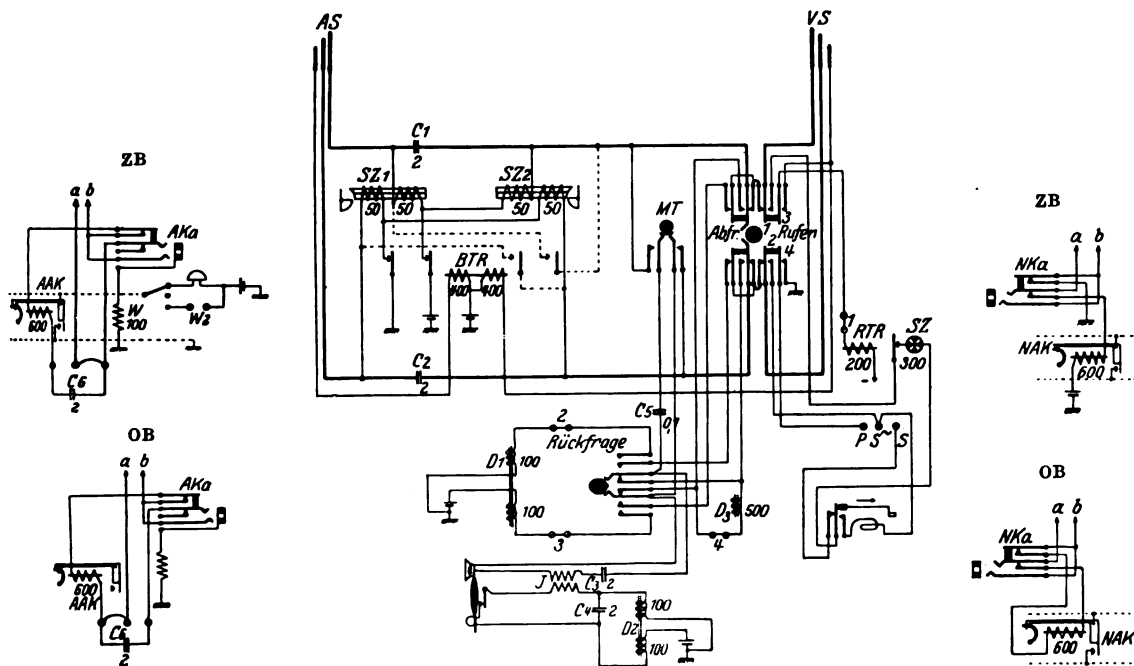 AS
VS
ZB
a b
AKa
AAK
600
W
100
W2
C6
2
OB
a b
AKa
600
AAK
C6
2
C1
2
SZ1
50 50
SZ2
50 50
BTR
400 400
C2
2
MT
Abfr.
1
2
3
4
Rufen
1
RTR
200
SZ
300
P S S
C5
0,1
2
Rückfrage
D1
100
100
3
D3
500
4
J
C3 2
C4 2
100
D2
100
ZB
a b
NKa
NAK
600
OB
a b
NKa
600
NAK